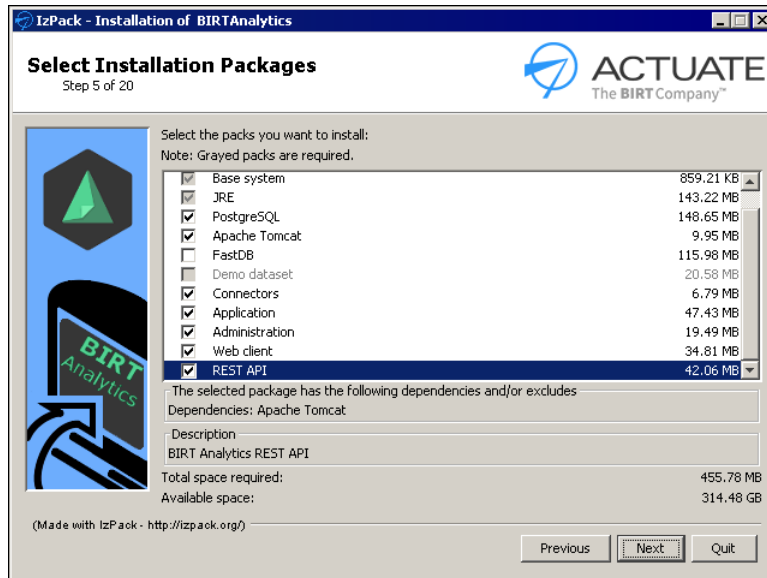 IzPack - Installation of BIRTAnalytics
Select Installation Packages
Step 5 of 20
ACTUATE
The BIRT Company™
Select the packs you want to install:
Note: Grayed packs are required.
Base system 859.21 KB
JRE 143.22 MB
PostgreSQL 148.65 MB
Apache Tomcat 9.95 MB
FastDB 115.98 MB
Demo dataset 20.58 MB
Connectors 6.79 MB
Application 47.43 MB
Administration 19.49 MB
Web client 34.81 MB
REST API 42.06 MB
BIRT
Analytics
The selected package has the following dependencies and/or excludes
Dependencies: Apache Tomcat
Description
BIRT Analytics REST API
Total space required: 455.78 MB
Available space: 314.48 GB
(Made with IzPack - http://izpack.org/)
Previous Next Quit